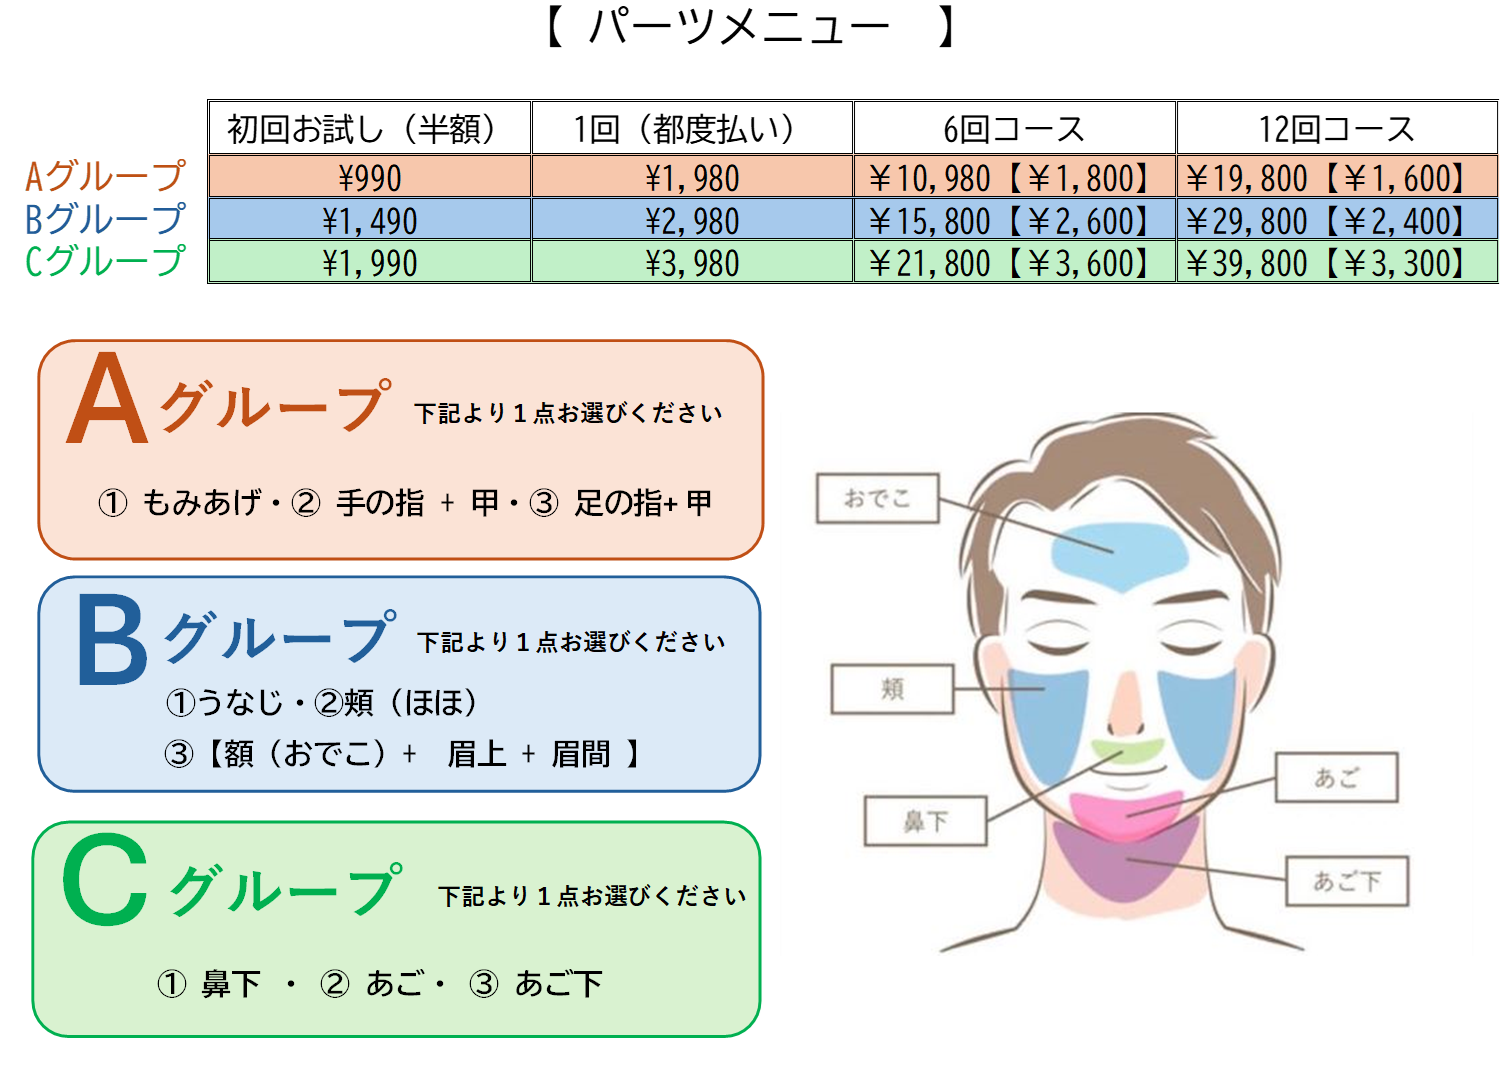 【 パーツメニュー 】
初回お試し（半額） 1回（都度払い） 6回コース 12回コース
Aグループ ¥990 ¥1,980 ￥10,980【￥1,800】 ￥19,800【￥1,600】
Bグループ ¥1,490 ¥2,980 ￥15,800【￥2,600】 ￥29,800【￥2,400】
Cグループ ¥1,990 ¥3,980 ￥21,800【￥3,600】 ￥39,800【￥3,300】
Aグループ 下記より１点お選びください
① もみあげ・② 手の指 + 甲・③ 足の指+ 甲
Bグループ 下記より１点お選びください
①うなじ・②頬（ほほ）
③【額（おでこ）+ 眉上 + 眉間 】
Cグループ 下記より１点お選びください
① 鼻下 ・ ② あご・ ③ あご下
おでこ
頬
あご
鼻下
あご下